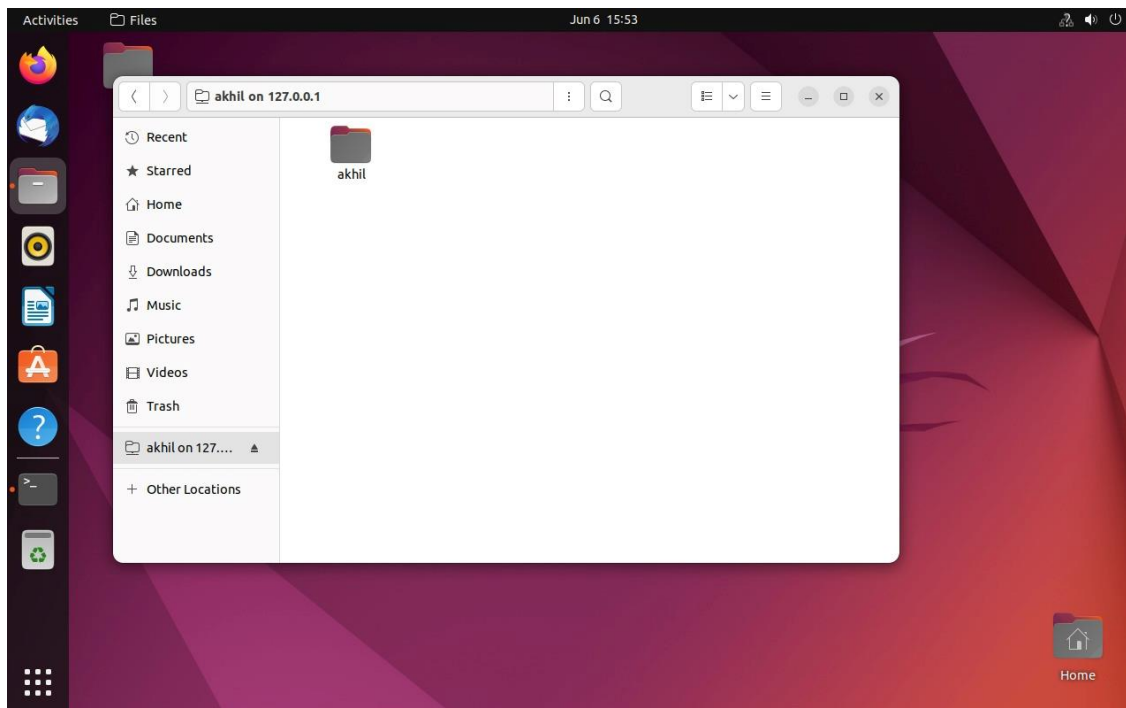 Activities
Files
Jun 6 15:53
akhil on 127.0.0.1
Recent
Starred
Home
Documents
Downloads
Music
Pictures
Videos
Trash
akhil on 127....
Other Locations
akhil
Home